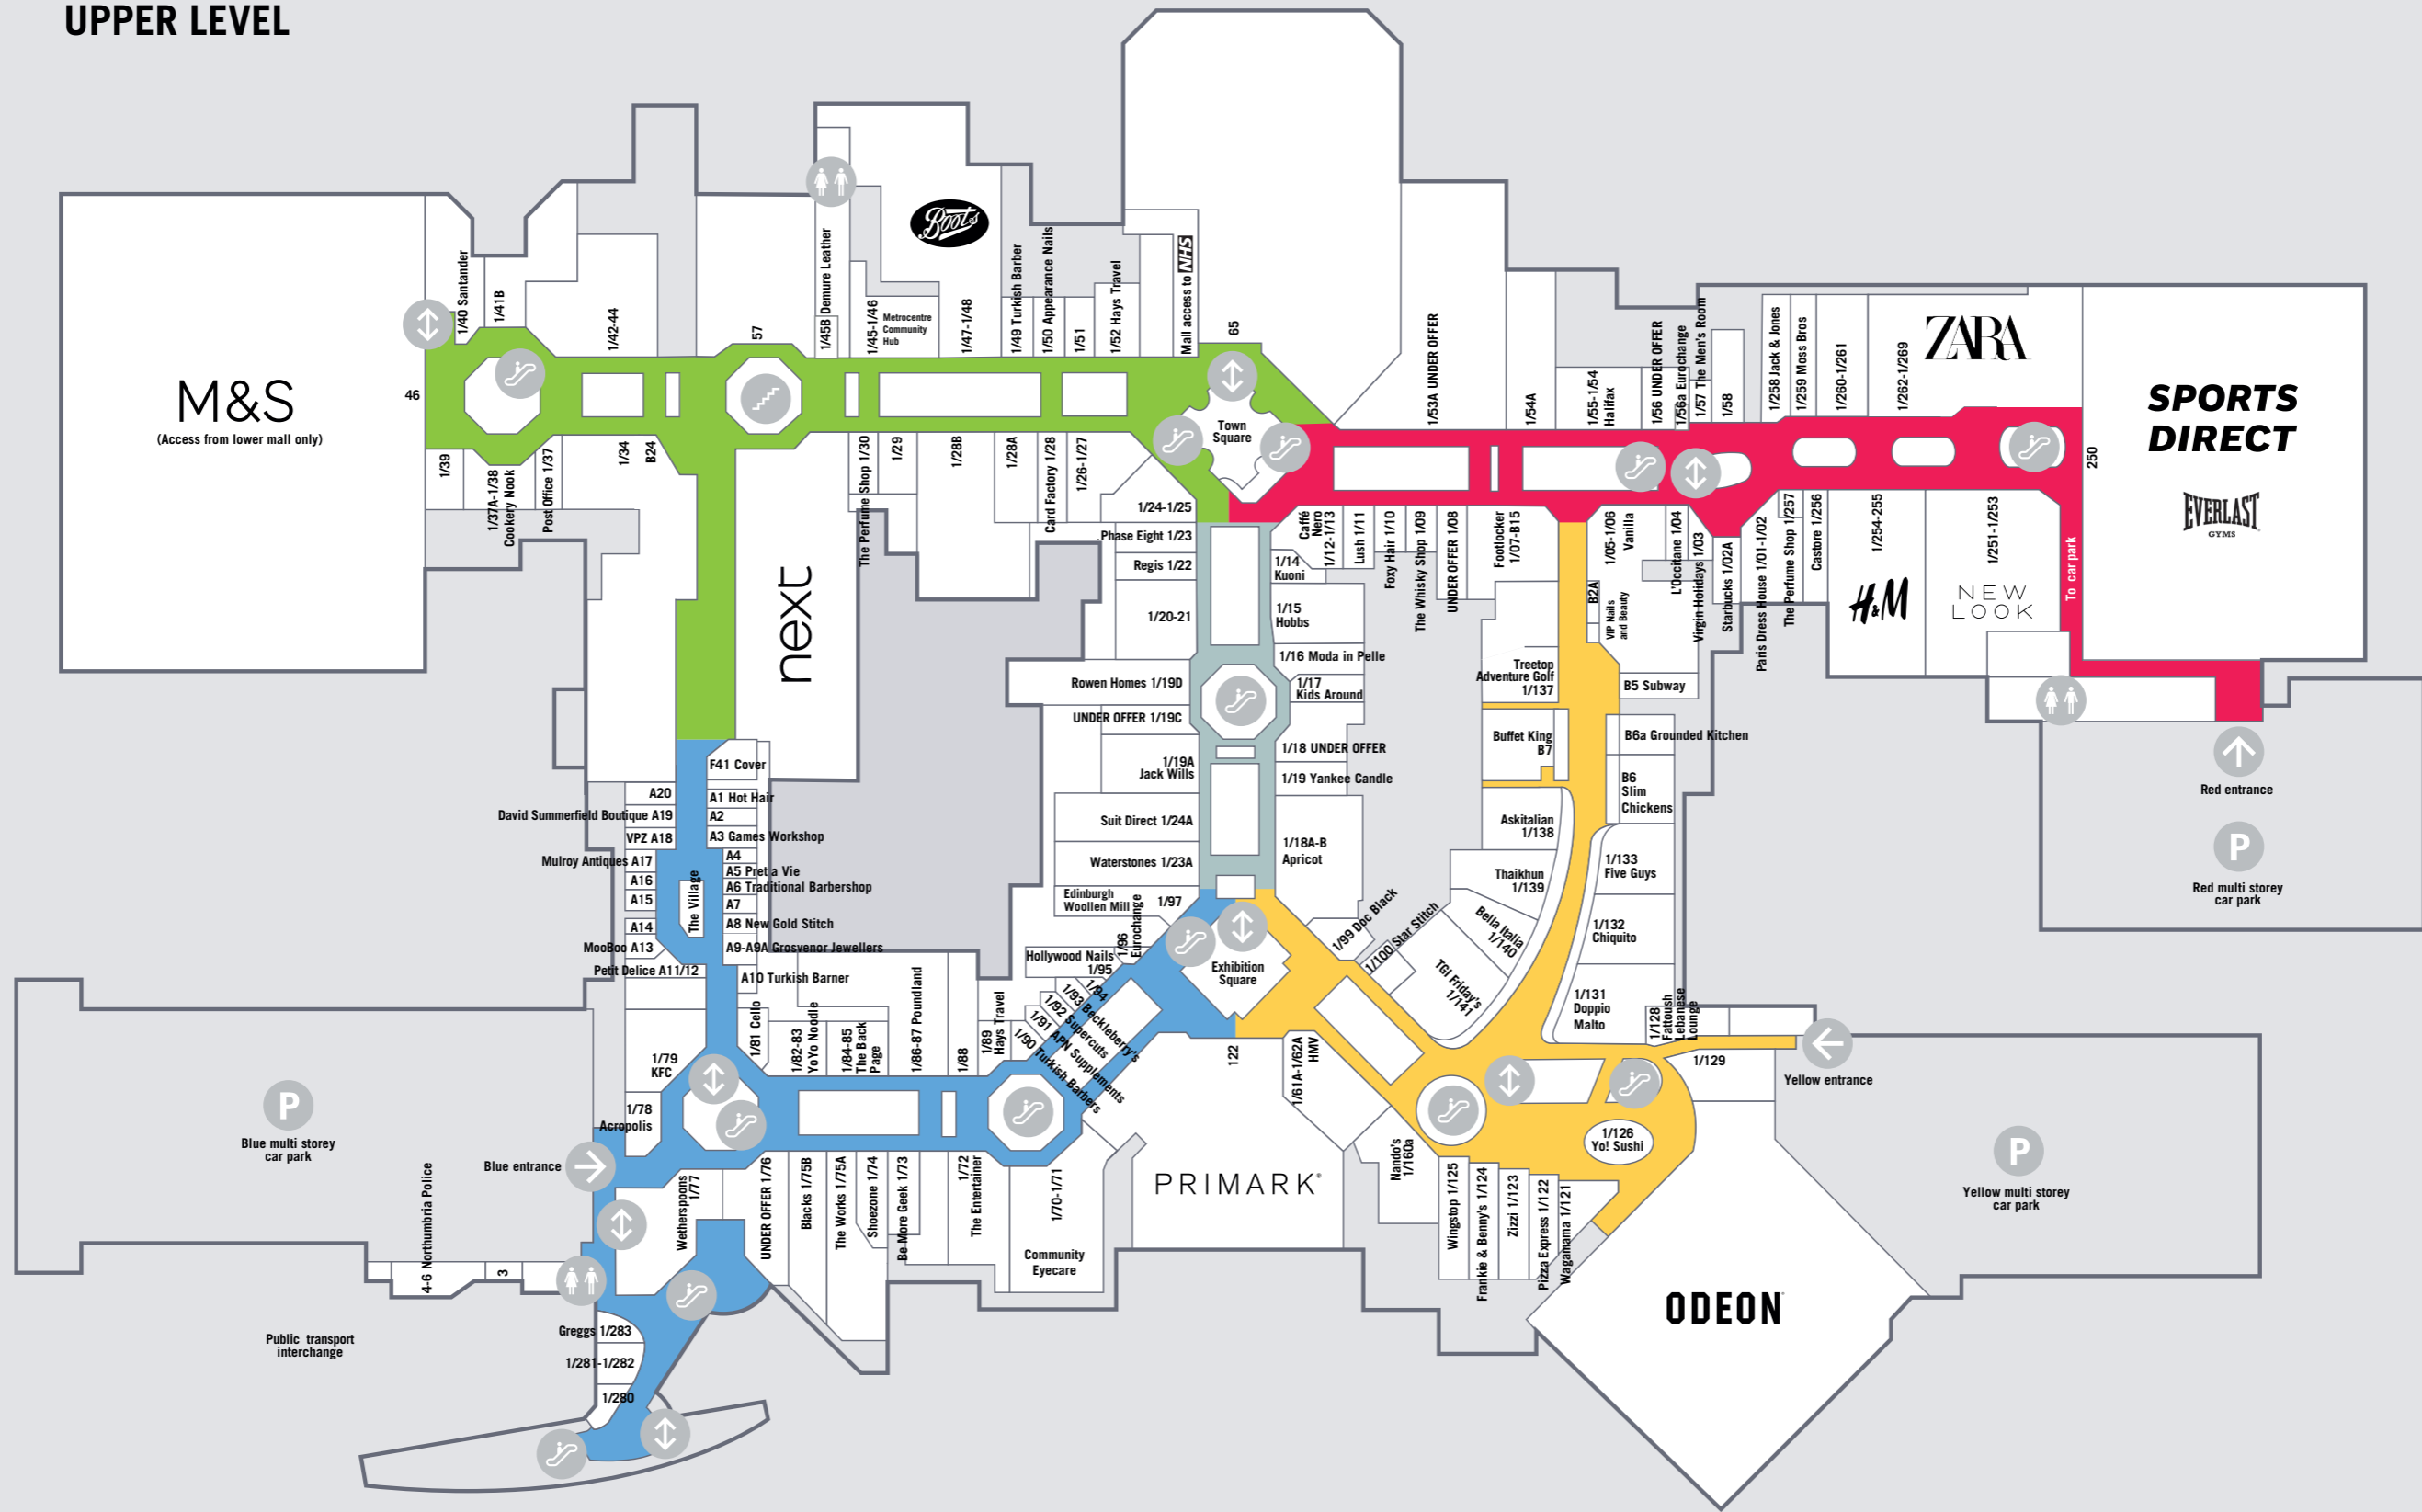 UPPER LEVEL
M&S
(Access from lower mall only)
46
1/40 Santander
1/41B
1/42-44
57
1/45B Demure Leather
1/45-1/46
Metrocentre
Community
Hub
Boots
1/47-1/48
1/49 Turkish Barber
1/50 Appearance Nails
1/51
1/52 Hays Travel
Mall access to NHS
65
Town
Square
1/53A UNDER OFFER
1/54A
1/55-1/54
Halifax
1/56 UNDER OFFER
1/56a Eurochange
1/57 The Men's Room
1/58
1/258 Jack & Jones
1/259 Moss Bros
1/260-1/261
1/262-1/269
ZARA
250
SPORTS
DIRECT
EVERLAST
GYMS
To car park
1/39
1/37A-1/38
Cookery Nook
Post Office 1/37
1/34
B24
next
The Perfume Shop 1/30
1/29
1/28B
1/28A
Card Factory 1/28
1/26-1/27
1/24-1/25
Phase Eight 1/23
Regis 1/22
1/20-21
Rowen Homes 1/19D
UNDER OFFER 1/19C
1/19A
Jack Wills
Suit Direct 1/24A
Waterstones 1/23A
Edinburgh
Woollen Mill
1/97
Caffé
Nero
1/12-1/13
Lush 1/11
Foxy Hair 1/10
The Whisky Shop 1/09
UNDER OFFER 1/08
Footlocker
1/07-B15
1/14
Kuoni
1/15
Hobbs
1/16 Moda in Pelle
1/17
Kids Around
1/18 UNDER OFFER
1/19 Yankee Candle
1/18A-B
Apricot
1/05-1/06
Vanilla
B2A
VIP Nails
and Beauty
L'Occitane 1/04
Virgin Holidays 1/03
Starbucks 1/02A
Paris Dress House 1/01-1/02
The Perfume Shop 1/257
Castore 1/256
1/254-255
H&M
1/251-1/253
NEW
LOOK
Red entrance
P
Red multi storey
car park
Treetop
Adventure Golf
1/137
B5 Subway
Buffet King
B7
B6a Grounded Kitchen
B6
Slim
Chickens
Askitalian
1/138
Thaikhun
1/139
Bella Italia
1/140
TGI Friday's
1/141
1/100 Star Stitch
1/99 Doc Black
1/133
Five Guys
1/132
Chiquito
1/131
Doppio
Malto
1/128
Fattoush
Lebanese
Lounge
1/129
Yellow entrance
P
Yellow multi storey
car park
1/126
Yo! Sushi
F41 Cover
A1 Hot Hair
A2
A3 Games Workshop
A4
A5 Pret a Vie
A6 Traditional Barbershop
A7
A8 New Gold Stitch
A9-A9A Grosvenor Jewellers
A10 Turkish Barner
A20
David Summerfield Boutique A19
VPZ A18
Mulroy Antiques A17
A16
A15
A14
MooBoo A13
Petit Delice A11/12
The Village
1/79
KFC
1/78
Acropolis
1/81 Cello
1/82-83
YoYo Noodle
1/84-85
The Back
Page
1/86-87 Poundland
1/88
1/89
Hays Travel
1/90 Turkish Barbers
1/91 APN Supplements
1/92 Supercuts
1/93 Beckleberry's
1/94
Hollywood Nails
1/95
1/96
Eurochange
Exhibition
Square
122
1/61A-1/62A
HMV
PRIMARK
Nando's
1/160a
Wingstop 1/125
Frankie & Benny's 1/124
Zizzi 1/123
Pizza Express 1/122
Wagamama 1/121
ODEON
P
Blue multi storey
car park
Blue entrance
Wetherspoons
1/77
UNDER OFFER 1/76
Blacks 1/75B
The Works 1/75A
Shoezone 1/74
Be More Geek 1/73
1/72
The Entertainer
1/70-1/71
Community
Eyecare
4-6 Northumbria Police
3
Public transport
interchange
Greggs 1/283
1/281-1/282
1/280